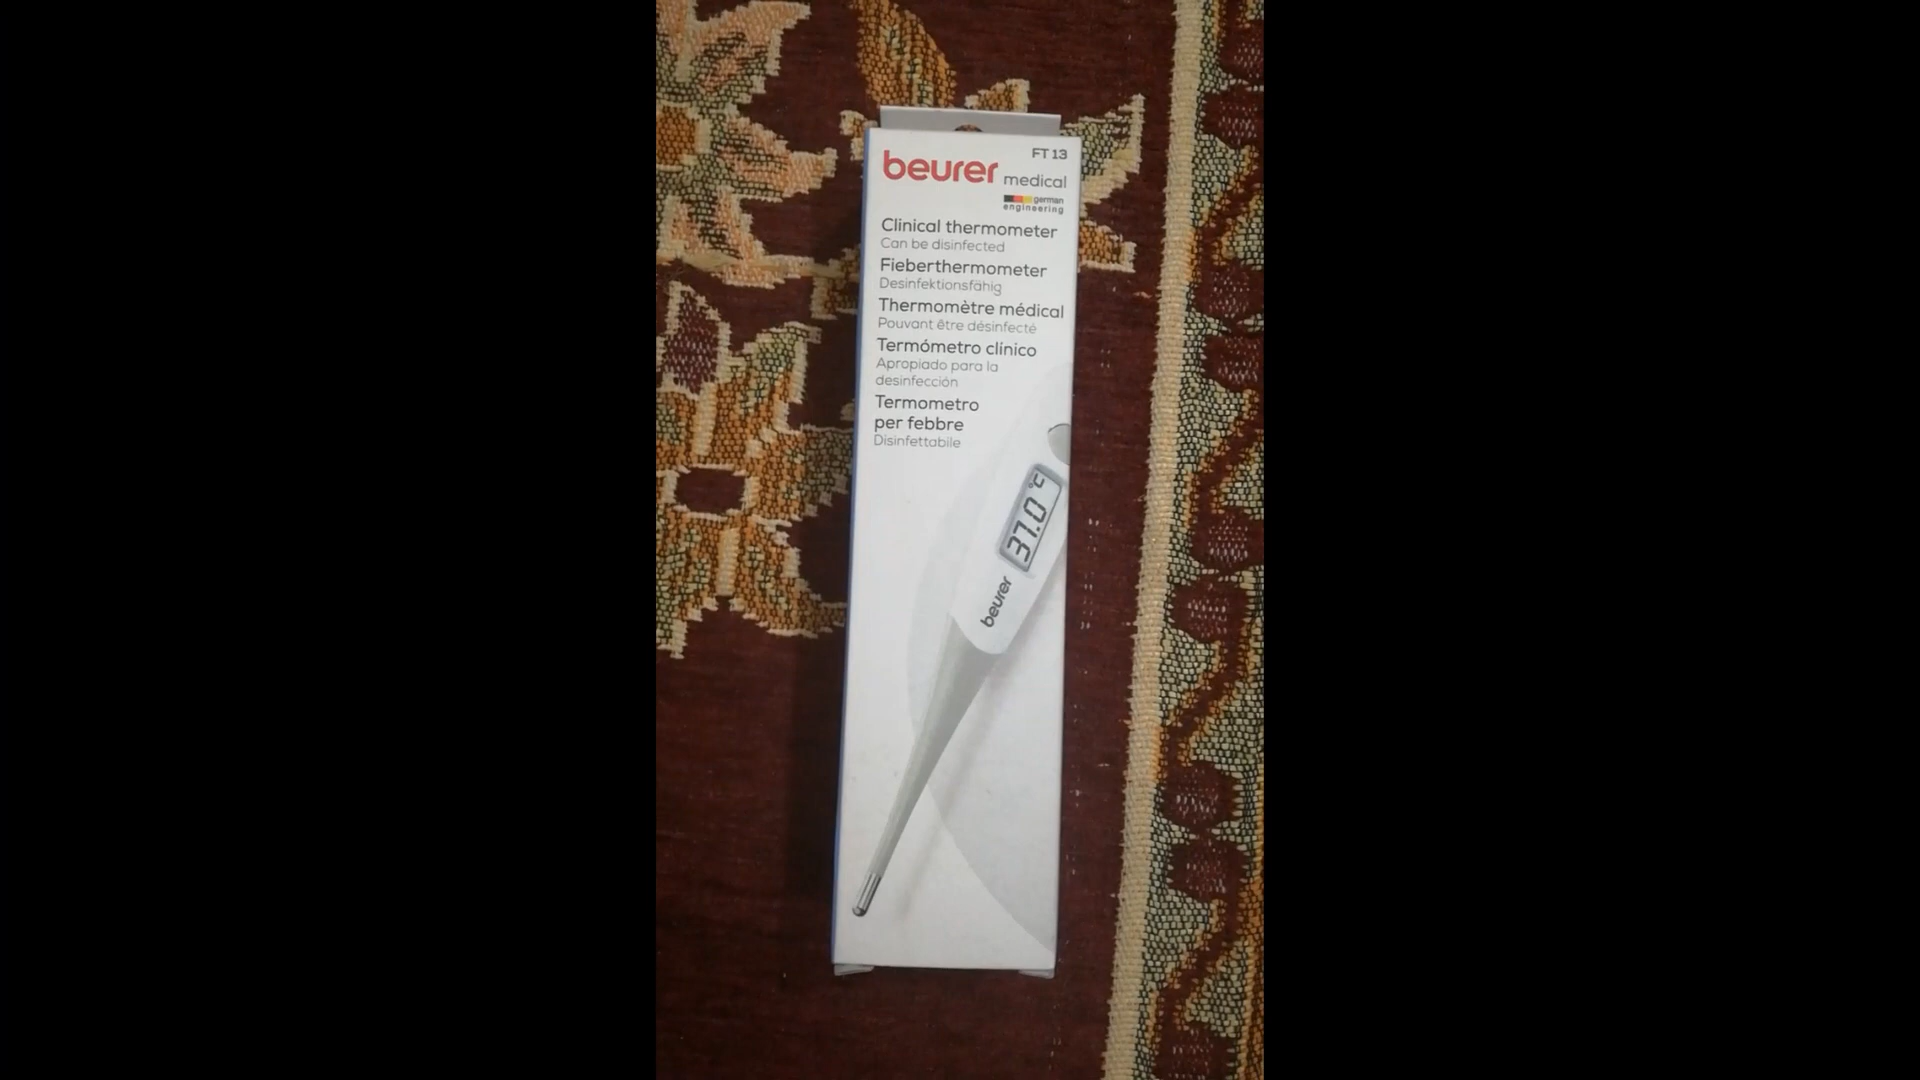 FT 13
beurer medical
german
engineering
Clinical thermometer
Can be disinfected
Fieberthermometer
Desinfektionsfähig
Thermomètre médical
Pouvant être désinfecté
Termómetro clínico
Apropiado para la
desinfección
Termometro
per febbre
Disinfettabile
37.0 °C
beurer